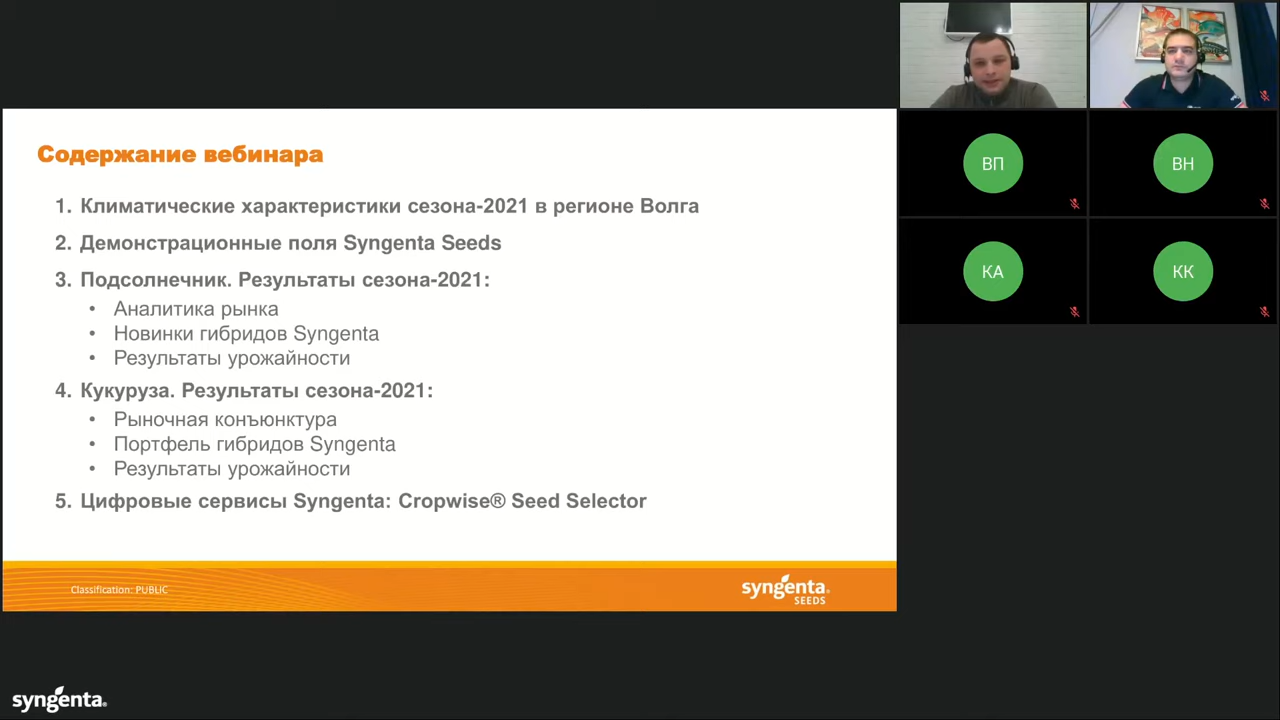 Содержание вебинара
1. Климатические характеристики сезона-2021 в регионе Волга
2. Демонстрационные поля Syngenta Seeds
3. Подсолнечник. Результаты сезона-2021:
• Аналитика рынка
• Новинки гибридов Syngenta
• Результаты урожайности
4. Кукуруза. Результаты сезона-2021:
• Рыночная конъюнктура
• Портфель гибридов Syngenta
• Результаты урожайности
5. Цифровые сервисы Syngenta: Cropwise® Seed Selector
Classification: PUBLIC
syngenta®
SEEDS
ВП
ВН
КА
КК
syngenta®